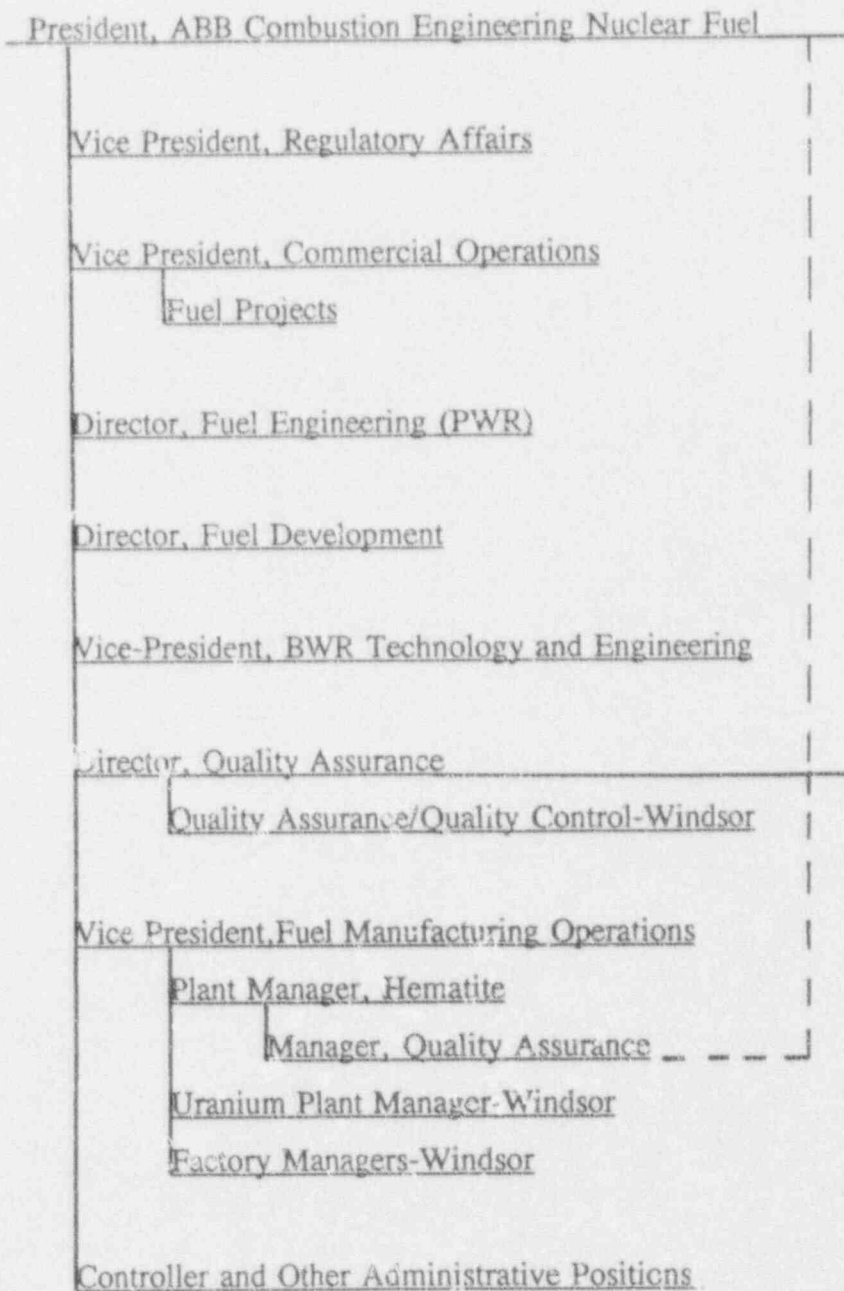 President, ABB Combustion Engineering Nuclear Fuel
Vice President, Regulatory Affairs
Vice President, Commercial Operations
Fuel Projects
Director, Fuel Engineering (PWR)
Director, Fuel Development
Vice-President, BWR Technology and Engineering
Director, Quality Assurance
Quality Assurance/Quality Control-Windsor
Vice President,Fuel Manufacturing Operations
Plant Manager, Hematite
Manager, Quality Assurance
Uranium Plant Manager-Windsor
Factory Managers-Windsor
Controller and Other Administrative Positions